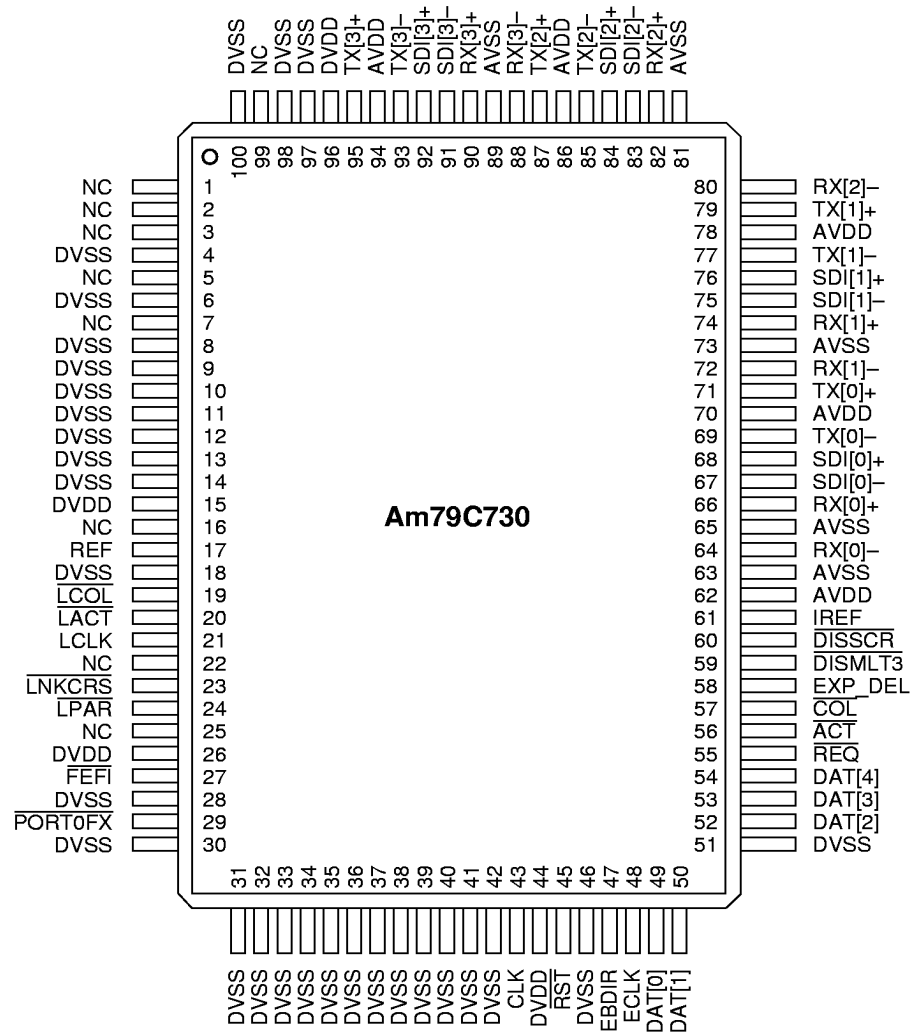 DVSS
NC
DVSS
DVSS
DVDD
TX[3]+
AVDD
TX[3]–
SDI[3]+
SDI[3]–
RX[3]+
AVSS
RX[3]–
TX[2]+
AVDD
TX[2]–
SDI[2]+
SDI[2]–
RX[2]+
AVSS
100 99 98 97 96 95 94 93 92 91 90 89 88 87 86 85 84 83 82 81
NC 1 80 RX[2]–
NC 2 79 TX[1]+
NC 3 78 AVDD
DVSS 4 77 TX[1]–
NC 5 76 SDI[1]+
DVSS 6 75 SDI[1]–
NC 7 74 RX[1]+
DVSS 8 73 AVSS
DVSS 9 72 RX[1]–
DVSS 10 71 TX[0]+
DVSS 11 70 AVDD
DVSS 12 69 TX[0]–
DVSS 13 68 SDI[0]+
DVSS 14 67 SDI[0]–
DVDD 15 66 RX[0]+
Am79C730
NC 16 65 AVSS
REF 17 64 RX[0]–
DVSS 18 63 AVSS
LCOL 19 62 AVDD
LACT 20 61 IREF
LCLK 21 60 DISSCR
NC 22 59 DISMLT3
LNKCRS 23 58 EXP_DEL
LPAR 24 57 COL
NC 25 56 ACT
DVDD 26 55 REQ
FEFI 27 54 DAT[4]
DVSS 28 53 DAT[3]
PORT0FX 29 52 DAT[2]
DVSS 30 51 DVSS
31 32 33 34 35 36 37 38 39 40 41 42 43 44 45 46 47 48 49 50
DVSS
DVSS
DVSS
DVSS
DVSS
DVSS
DVSS
DVSS
DVSS
DVSS
DVSS
DVSS
CLK
DVDD
RST
DVSS
EBDIR
ECLK
DAT[0]
DAT[1]